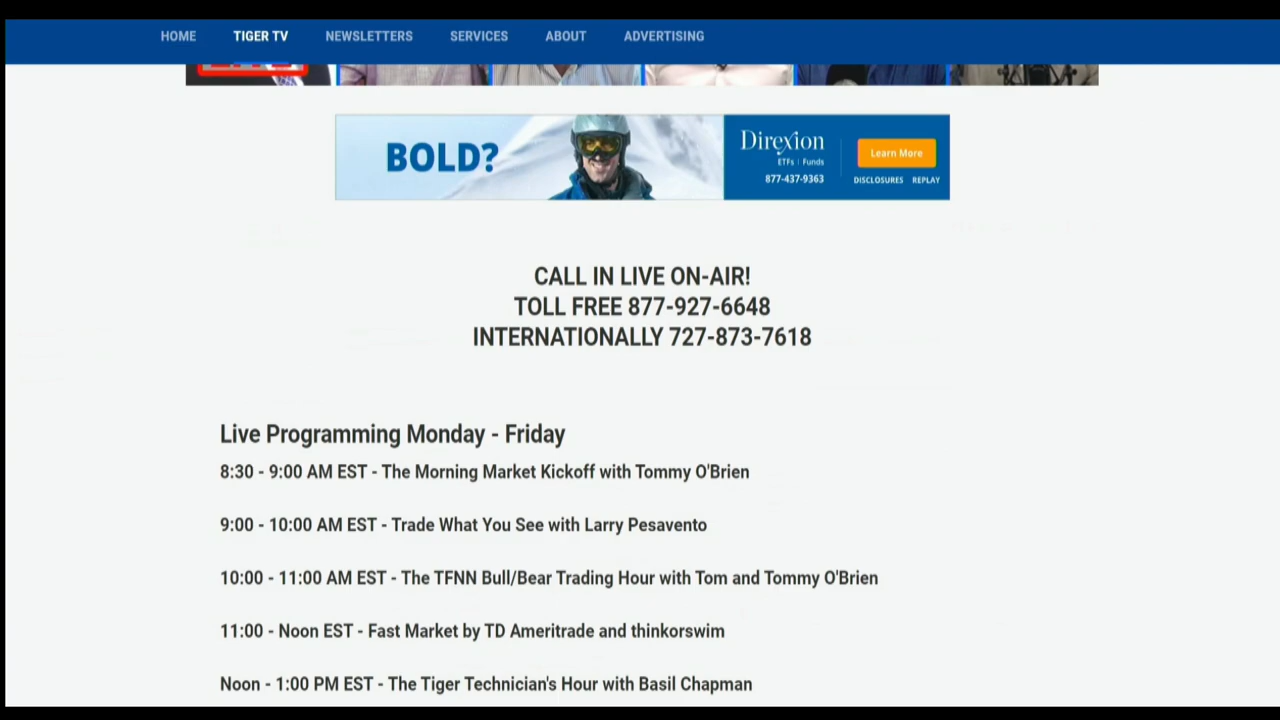 HOME TIGER TV NEWSLETTERS SERVICES ABOUT ADVERTISING
BOLD?
Direxion
ETFs | Funds
877-437-9363
Learn More
DISCLOSURES REPLAY
CALL IN LIVE ON-AIR!
TOLL FREE 877-927-6648
INTERNATIONALLY 727-873-7618
Live Programming Monday - Friday
8:30 - 9:00 AM EST - The Morning Market Kickoff with Tommy O'Brien
9:00 - 10:00 AM EST - Trade What You See with Larry Pesavento
10:00 - 11:00 AM EST - The TFNN Bull/Bear Trading Hour with Tom and Tommy O'Brien
11:00 - Noon EST - Fast Market by TD Ameritrade and thinkorswim
Noon - 1:00 PM EST - The Tiger Technician's Hour with Basil Chapman